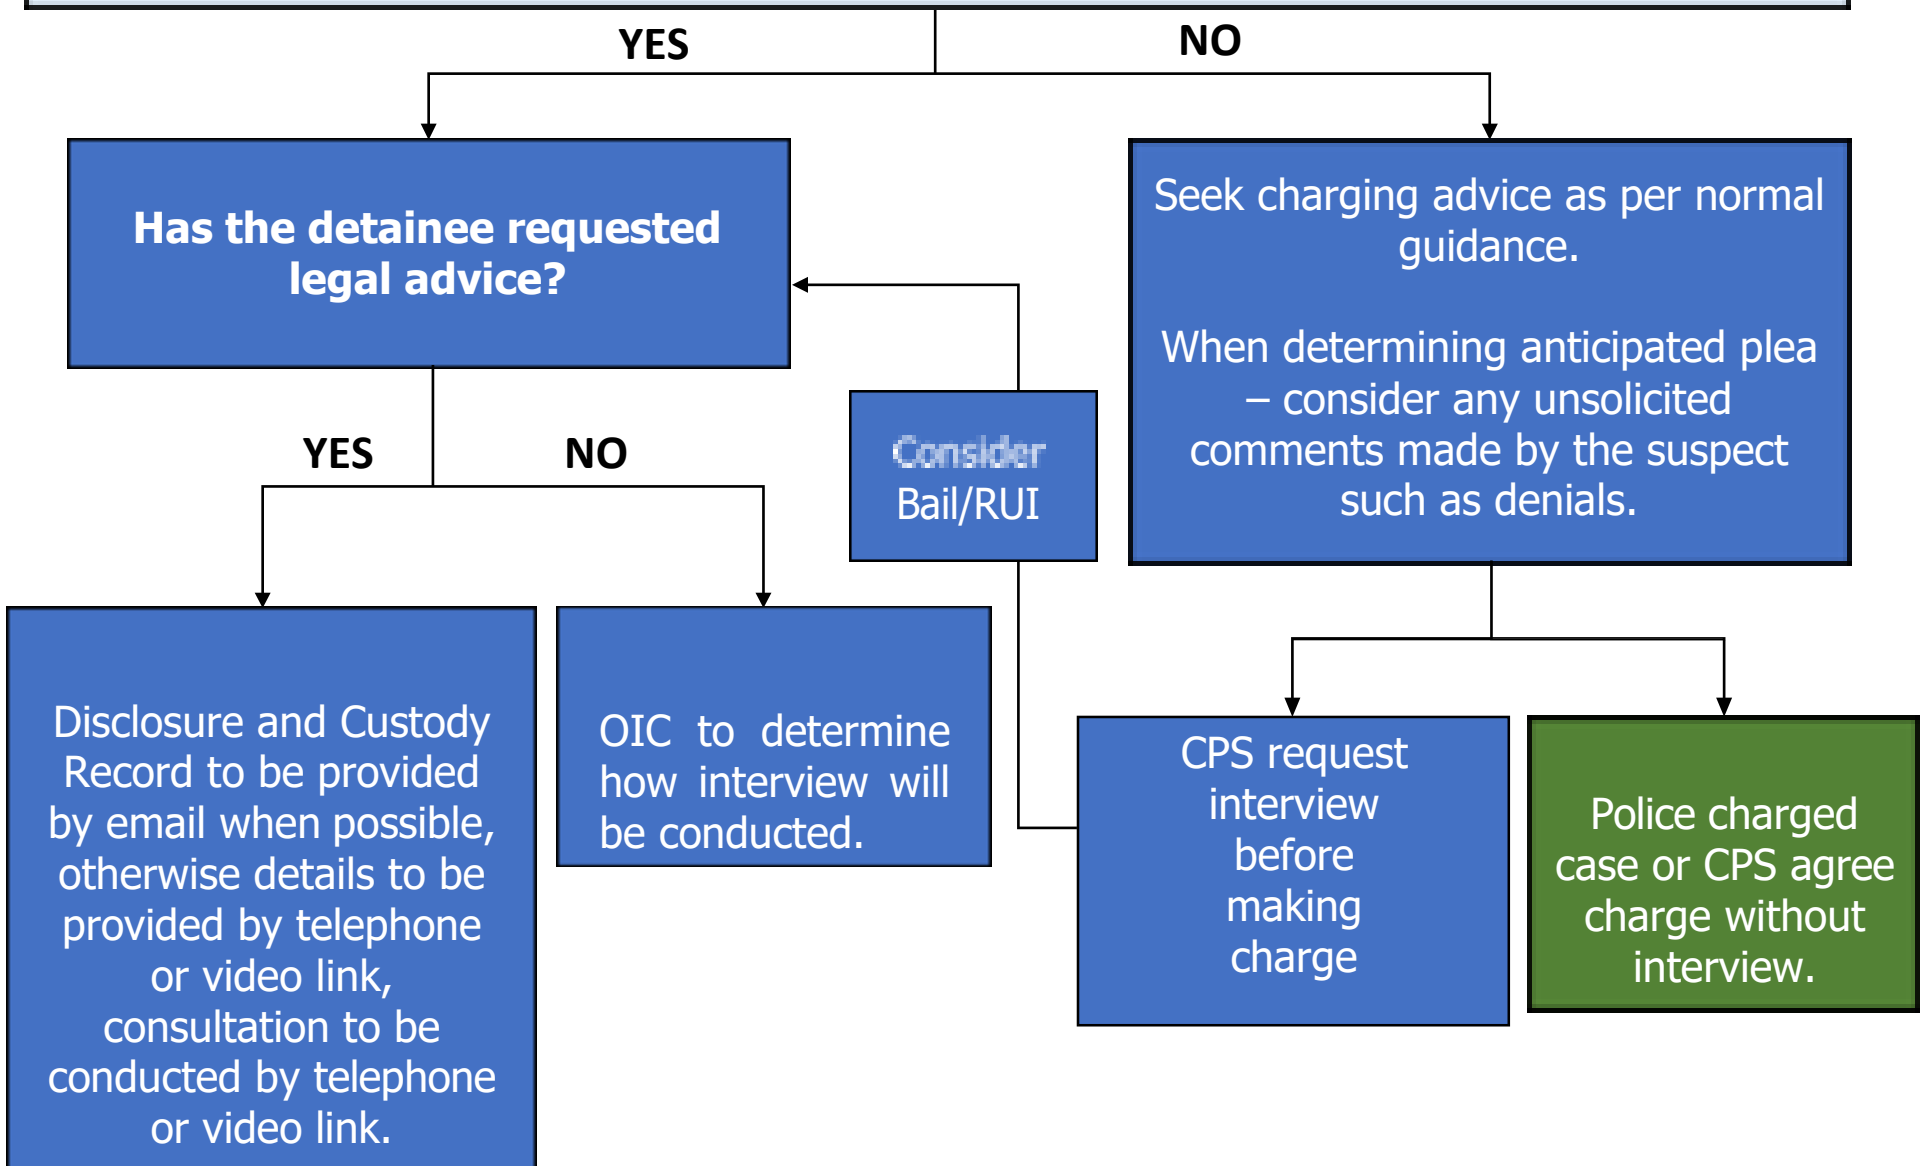 YES
NO
Has the detainee requested
legal advice?
Seek charging advice as per normal
guidance.
When determining anticipated plea
– consider any unsolicited
comments made by the suspect
such as denials.
YES
NO
Consider
Bail/RUI
Disclosure and Custody
Record to be provided
by email when possible,
otherwise details to be
provided by telephone
or video link,
consultation to be
conducted by telephone
or video link.
OIC to determine
how interview will
be conducted.
CPS request
interview
before
making
charge
Police charged
case or CPS agree
charge without
interview.